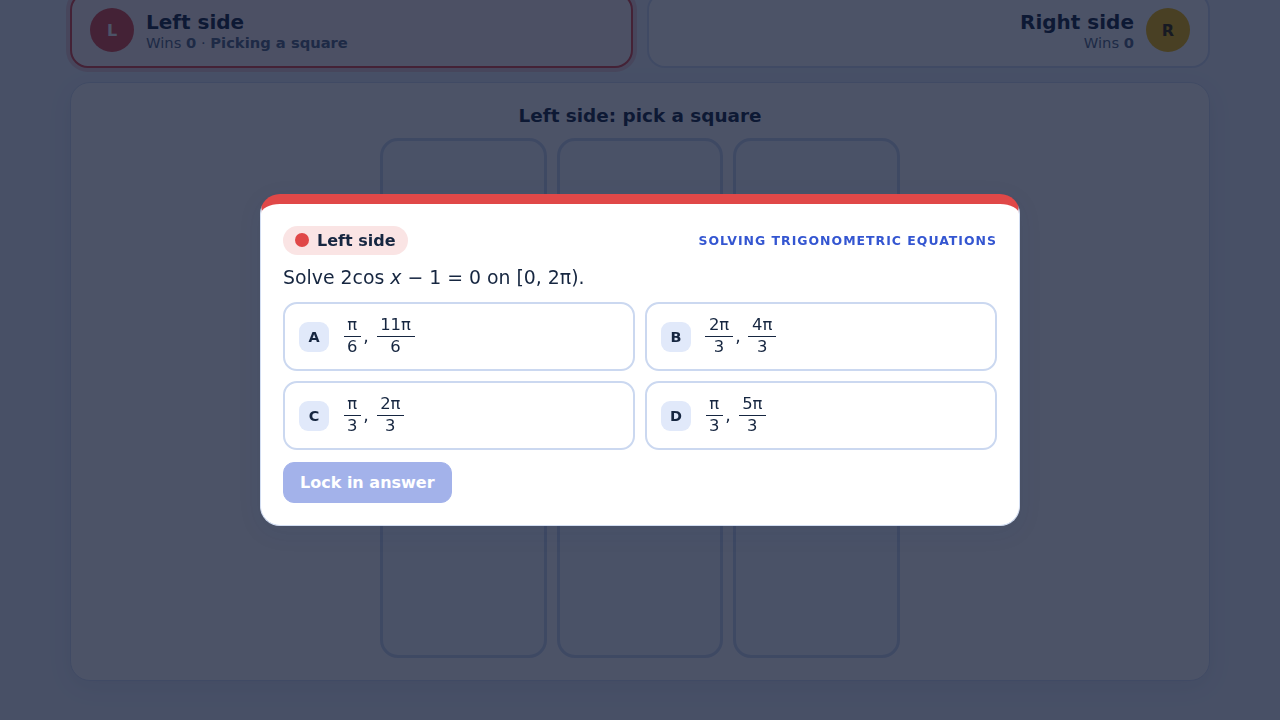 L
Left side
Wins 0 · Picking a square
Right side
Wins 0
R
Left side: pick a square
Left side
SOLVING TRIGONOMETRIC EQUATIONS
Solve 2cos x − 1 = 0 on [0, 2π).
A π/6, 11π/6
B 2π/3, 4π/3
C π/3, 2π/3
D π/3, 5π/3
Lock in answer